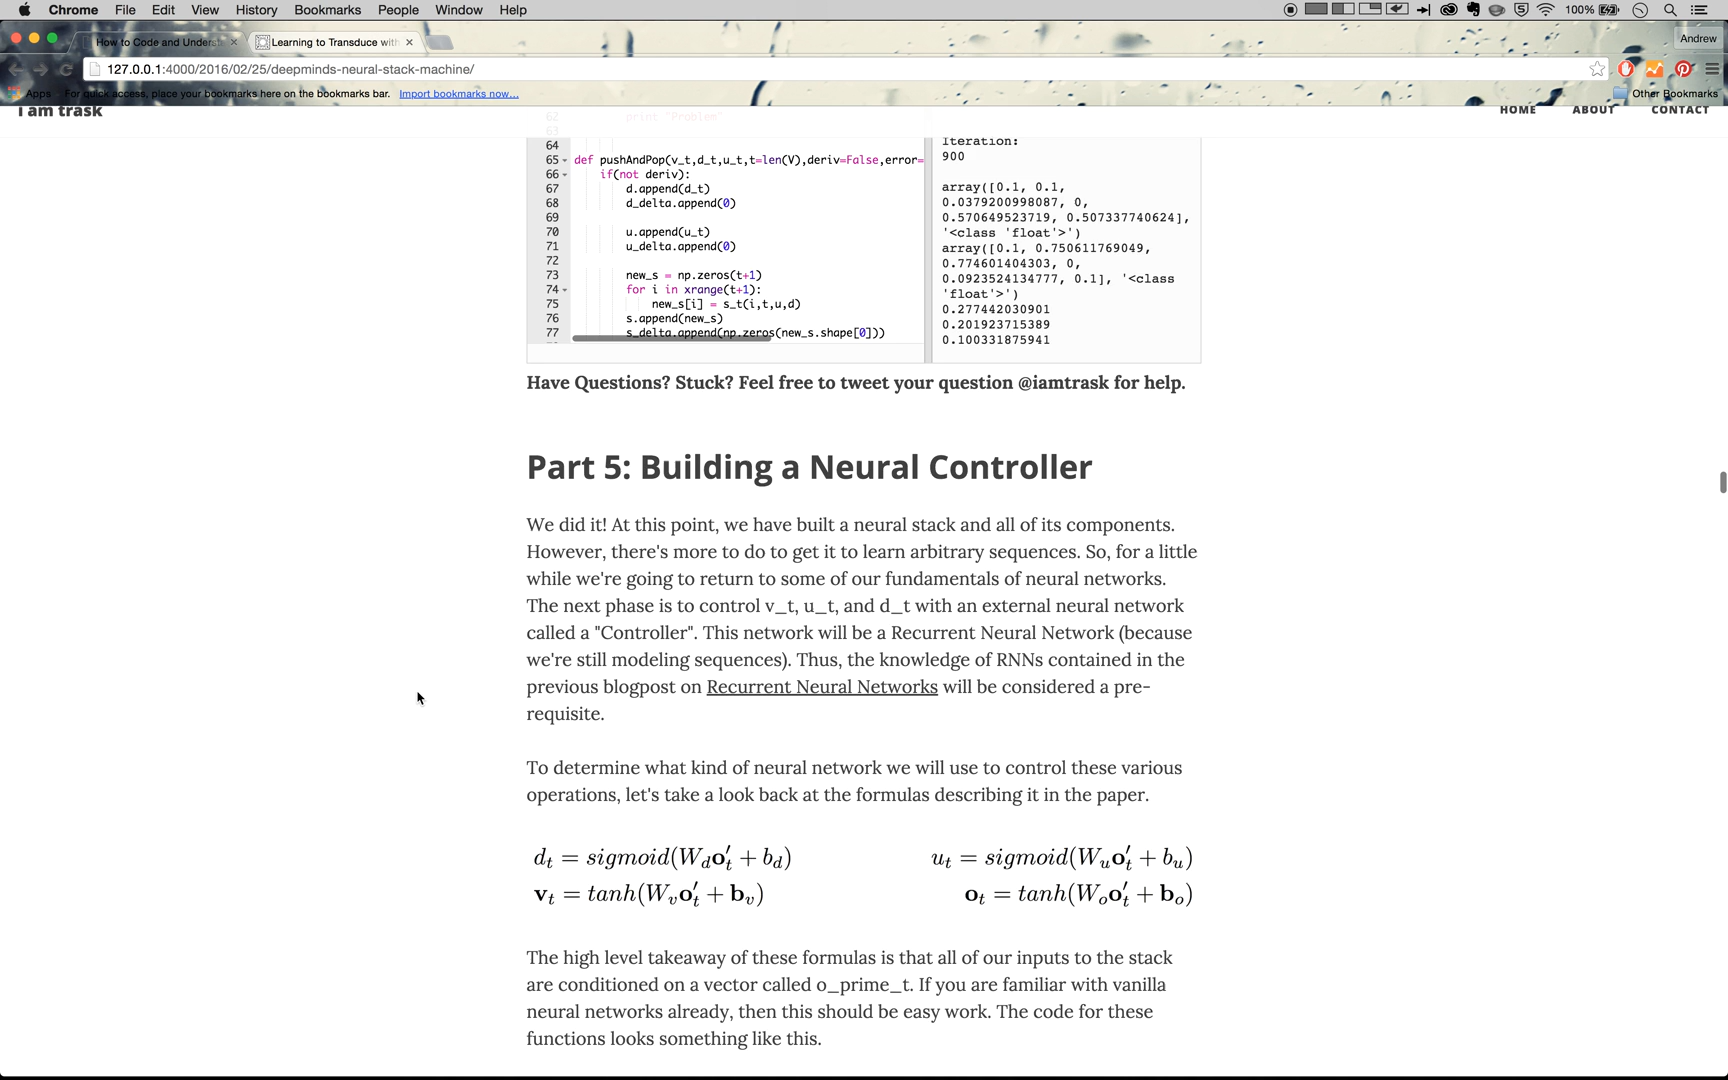 Chrome File Edit View History Bookmarks People Window Help 100%
How to Code and Underst Learning to Transduce with Andrew
127.0.0.1:4000/2016/02/25/deepminds-neural-stack-machine/
Apps For quick access, place your bookmarks here on the bookmarks bar. Import bookmarks now... Other Bookmarks
i am trask HOME ABOUT CONTACT
62 print "Problem"
63
64
65 def pushAndPop(v_t,d_t,u_t,t=len(V),deriv=False,error=
66 if(not deriv):
67 d.append(d_t)
68 d_delta.append(0)
69
70 u.append(u_t)
71 u_delta.append(0)
72
73 new_s = np.zeros(t+1)
74 for i in xrange(t+1):
75 new_s[i] = s_t(i,t,u,d)
76 s.append(new_s)
77 s_delta.append(np.zeros(new_s.shape[0]))
Iteration:
900
array([0.1, 0.1,
0.0379200998087, 0,
0.570649523719, 0.507337740624],
'<class 'float'>')
array([0.1, 0.750611769049,
0.774601404303, 0,
0.0923524134777, 0.1], '<class
'float'>')
0.277442030901
0.201923715389
0.100331875941
Have Questions? Stuck? Feel free to tweet your question @iamtrask for help.
Part 5: Building a Neural Controller
We did it! At this point, we have built a neural stack and all of its components.
However, there's more to do to get it to learn arbitrary sequences. So, for a little
while we're going to return to some of our fundamentals of neural networks.
The next phase is to control v_t, u_t, and d_t with an external neural network
called a "Controller". This network will be a Recurrent Neural Network (because
we're still modeling sequences). Thus, the knowledge of RNNs contained in the
previous blogpost on Recurrent Neural Networks will be considered a pre-
requisite.
To determine what kind of neural network we will use to control these various
operations, let's take a look back at the formulas describing it in the paper.
d_t = sigmoid(W_d o'_t + b_d) u_t = sigmoid(W_u o'_t + b_u)
v_t = tanh(W_v o'_t + b_v) o_t = tanh(W_o o'_t + b_o)
The high level takeaway of these formulas is that all of our inputs to the stack
are conditioned on a vector called o_prime_t. If you are familiar with vanilla
neural networks already, then this should be easy work. The code for these
functions looks something like this.